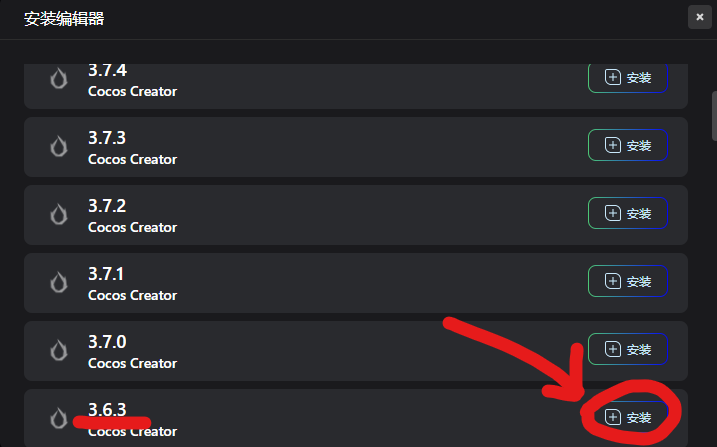 安装编辑器
3.7.4
Cocos Creator
安装
3.7.3
Cocos Creator
安装
3.7.2
Cocos Creator
安装
3.7.1
Cocos Creator
安装
3.7.0
Cocos Creator
安装
3.6.3
Cocos Creator
安装